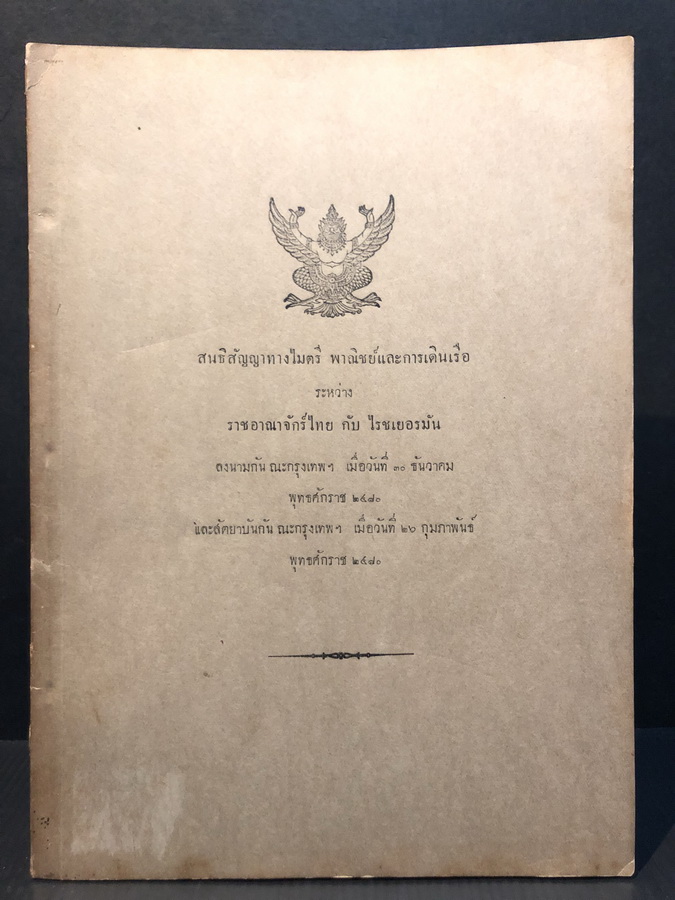 สนธิสัญญาทางไมตรี พาณิชย์และการเดินเรือ
ระหว่าง
ราชอาณาจักร์ไทย กับ ไรชเยอรมัน
ลงนามกัน ณะกรุงเทพฯ เมื่อวันที่ ๓๐ ธันวาคม
พุทธศักราช ๒๔๘๐
และสัตยาบันกัน ณะกรุงเทพฯ เมื่อวันที่ ๒๖ กุมภาพันธ์
พุทธศักราช ๒๔๘๐